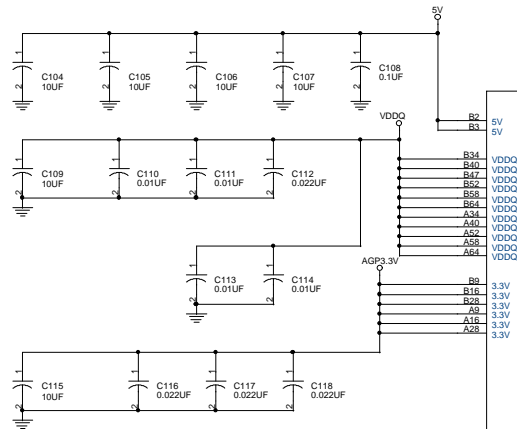 5V
1 1 1 1 1
C104 C105 C106 C107 C108
10UF 10UF 10UF 10UF 0.1UF
2 2 2 2 2
VDDQ
B2 5V
B3 5V
1 1 1 1
C109 C110 C111 C112
10UF 0.01UF 0.01UF 0.022UF
2 2 2 2
B34 VDDQ
B40 VDDQ
B47 VDDQ
B52 VDDQ
B58 VDDQ
B64 VDDQ
A34 VDDQ
A40 VDDQ
A52 VDDQ
A58 VDDQ
A64 VDDQ
1 1
C113 C114
0.01UF 0.01UF
2 2
AGP3.3V
B9 3.3V
B16 3.3V
B28 3.3V
A9 3.3V
A16 3.3V
A28 3.3V
1 1 1 1
C115 C116 C117 C118
10UF 0.022UF 0.022UF 0.022UF
2 2 2 2